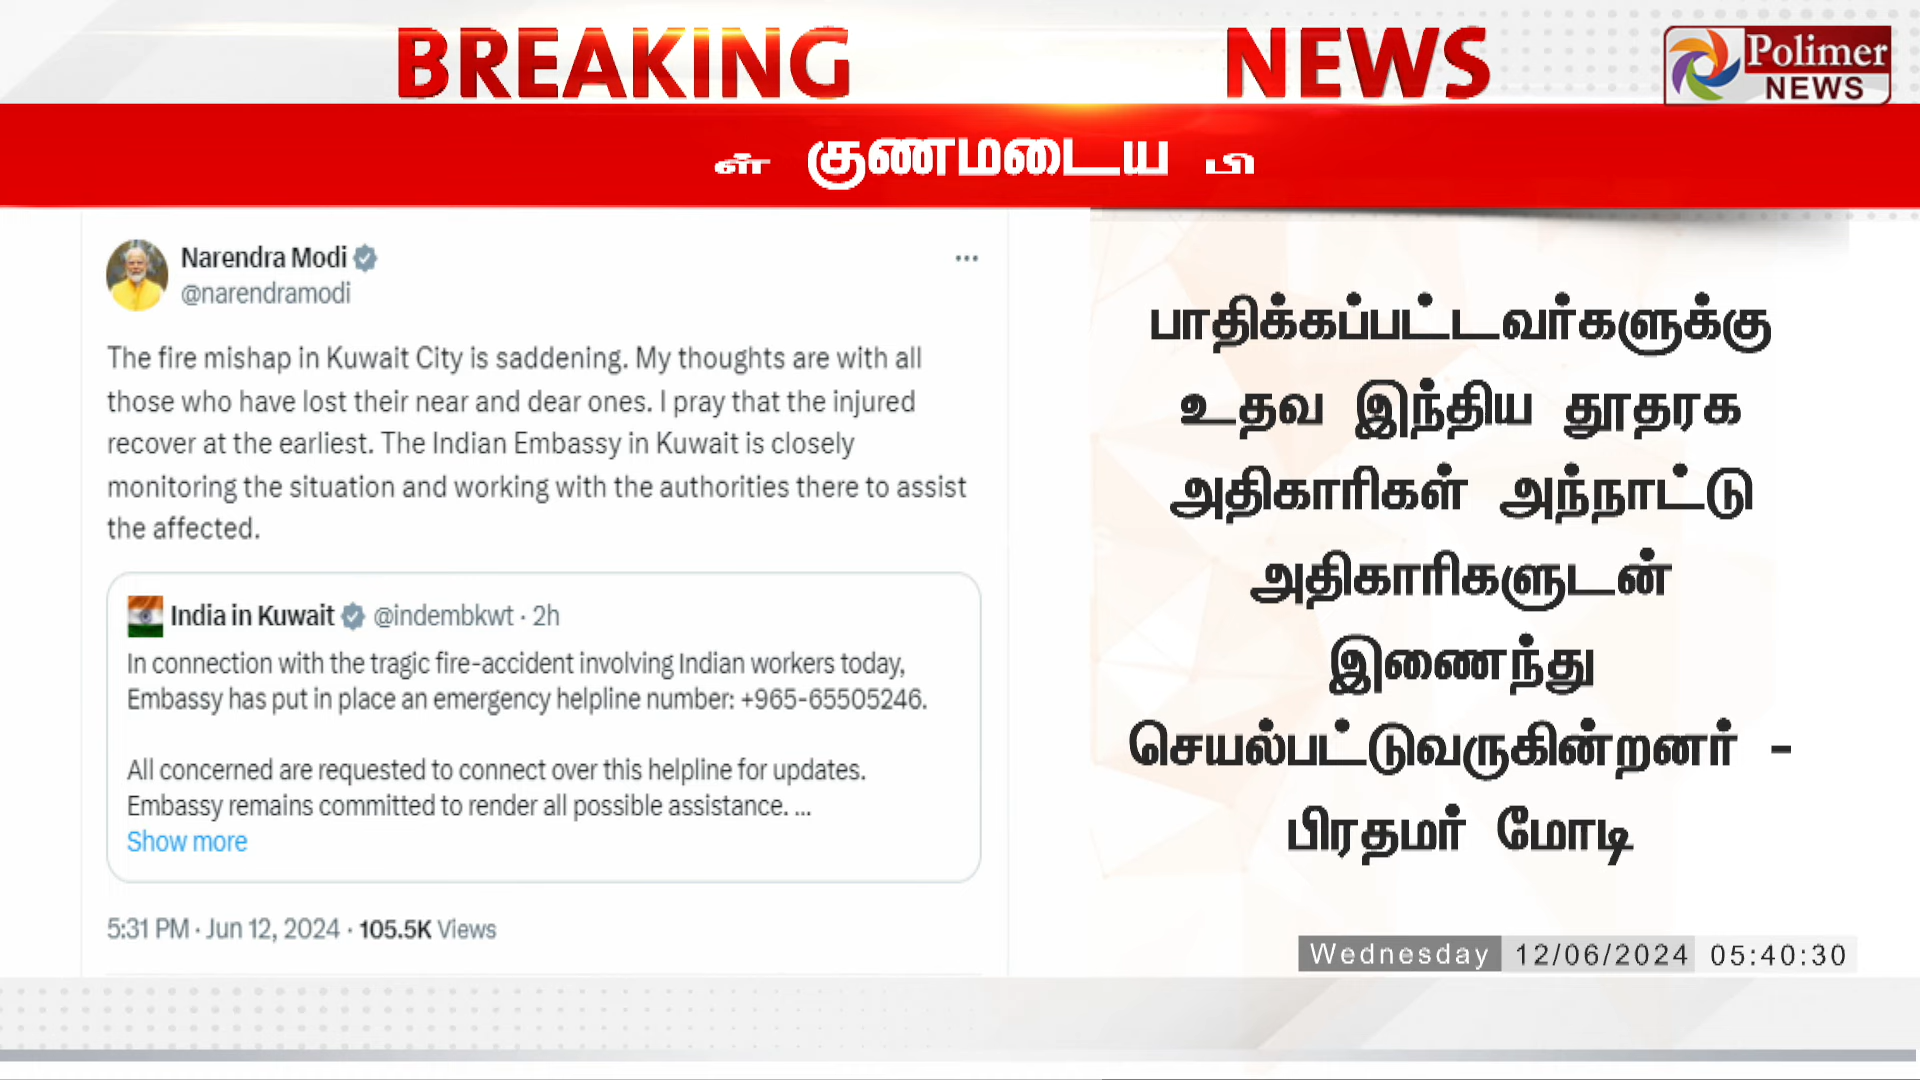 BREAKING NEWS
Polimer
NEWS
ள் குணமடைய பி
Narendra Modi
@narendramodi
The fire mishap in Kuwait City is saddening. My thoughts are with all
those who have lost their near and dear ones. I pray that the injured
recover at the earliest. The Indian Embassy in Kuwait is closely
monitoring the situation and working with the authorities there to assist
the affected.
India in Kuwait @indembkwt · 2h
In connection with the tragic fire-accident involving Indian workers today,
Embassy has put in place an emergency helpline number: +965-65505246.
All concerned are requested to connect over this helpline for updates.
Embassy remains committed to render all possible assistance. ...
Show more
5:31 PM · Jun 12, 2024 · 105.5K Views
பாதிக்கப்பட்டவர்களுக்கு
உதவ இந்திய தூதரக
அதிகாரிகள் அந்நாட்டு
அதிகாரிகளுடன்
இணைந்து
செயல்பட்டுவருகின்றனர் -
பிரதமர் மோடி
Wednesday 12/06/2024 05:40:30